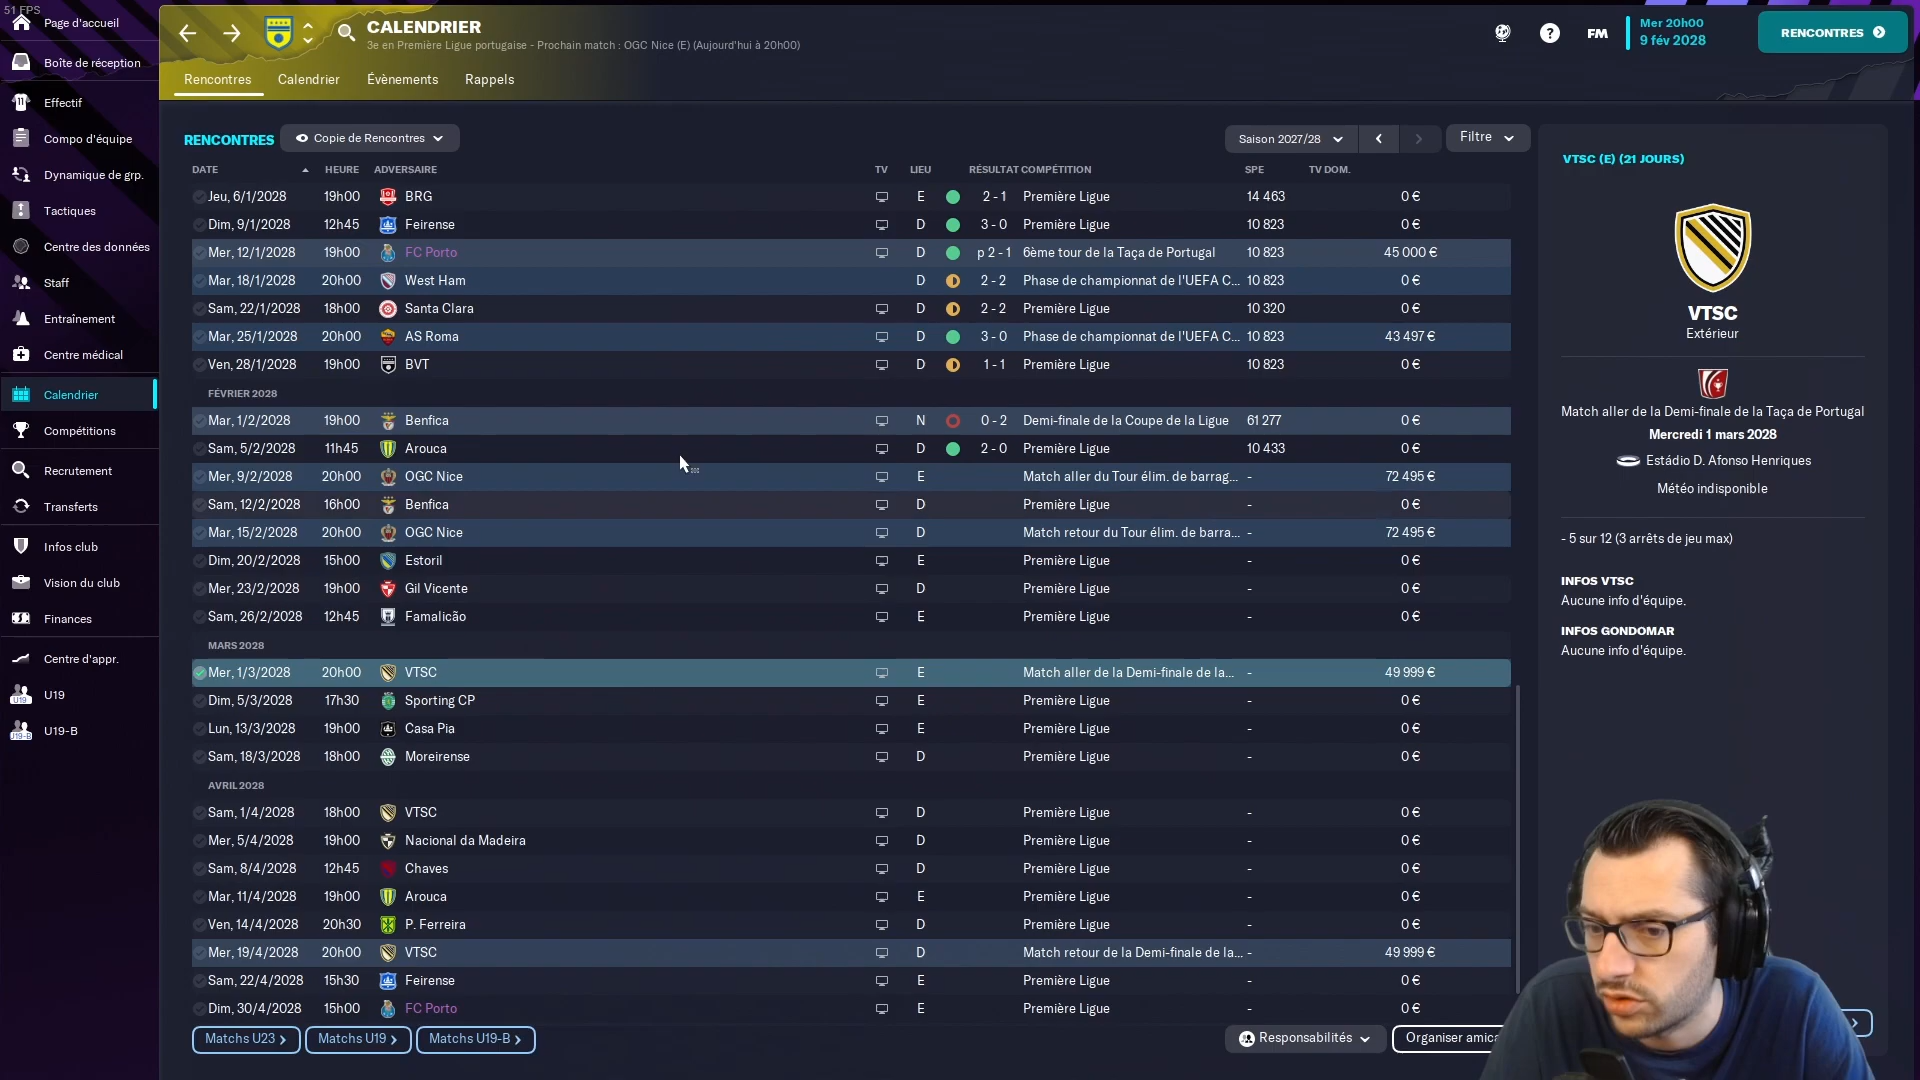 51 FPS
Page d'accueil
Boîte de réception
Effectif
Compo d'équipe
Dynamique de grp.
Tactiques
Centre des données
Staff
Entraînement
Centre médical
Calendrier
Compétitions
Recrutement
Transferts
Infos club
Vision du club
Finances
Centre d'appr.
U19
U19-B
CALENDRIER
3e en Première Ligue portugaise - Prochain match : OGC Nice (E) (Aujourd'hui à 20h00)
FM
Mer 20h00
9 fév 2028
RENCONTRES
Rencontres Calendrier Évènements Rappels
RENCONTRES Copie de Rencontres Saison 2027/28 Filtre
DATE HEURE ADVERSAIRE TV LIEU RÉSULTAT COMPÉTITION SPE TV DOM.
Jeu, 6/1/2028 19h00 BRG E 2 - 1 Première Ligue 14 463 0 €
Dim, 9/1/2028 12h45 Feirense D 3 - 0 Première Ligue 10 823 0 €
Mer, 12/1/2028 19h00 FC Porto D p 2 - 1 6ème tour de la Taça de Portugal 10 823 45 000 €
Mar, 18/1/2028 20h00 West Ham D 2 - 2 Phase de championnat de l'UEFA C... 10 823 0 €
Sam, 22/1/2028 18h00 Santa Clara D 2 - 2 Première Ligue 10 320 0 €
Mar, 25/1/2028 20h00 AS Roma D 3 - 0 Phase de championnat de l'UEFA C... 10 823 43 497 €
Ven, 28/1/2028 19h00 BVT D 1 - 1 Première Ligue 10 823 0 €
FÉVRIER 2028
Mar, 1/2/2028 19h00 Benfica N 0 - 2 Demi-finale de la Coupe de la Ligue 61 277 0 €
Sam, 5/2/2028 11h45 Arouca D 2 - 0 Première Ligue 10 433 0 €
Mer, 9/2/2028 20h00 OGC Nice E Match aller du Tour élim. de barrag... - 72 495 €
Sam, 12/2/2028 16h00 Benfica D Première Ligue - 0 €
Mar, 15/2/2028 20h00 OGC Nice D Match retour du Tour élim. de barra... - 72 495 €
Dim, 20/2/2028 15h00 Estoril E Première Ligue - 0 €
Mer, 23/2/2028 19h00 Gil Vicente D Première Ligue - 0 €
Sam, 26/2/2028 12h45 Famalicão E Première Ligue - 0 €
MARS 2028
Mer, 1/3/2028 20h00 VTSC E Match aller de la Demi-finale de la... - 49 999 €
Dim, 5/3/2028 17h30 Sporting CP E Première Ligue - 0 €
Lun, 13/3/2028 19h00 Casa Pia E Première Ligue - 0 €
Sam, 18/3/2028 18h00 Moreirense D Première Ligue - 0 €
AVRIL 2028
Sam, 1/4/2028 18h00 VTSC D Première Ligue - 0 €
Mer, 5/4/2028 19h00 Nacional da Madeira D Première Ligue - 0 €
Sam, 8/4/2028 12h45 Chaves D Première Ligue - 0 €
Mar, 11/4/2028 19h00 Arouca E Première Ligue - 0 €
Ven, 14/4/2028 20h30 P. Ferreira D Première Ligue - 0 €
Mer, 19/4/2028 20h00 VTSC D Match retour de la Demi-finale de la... - 49 999 €
Sam, 22/4/2028 15h30 Feirense E Première Ligue - 0 €
Dim, 30/4/2028 15h00 FC Porto E Première Ligue - 0 €
Matchs U23 Matchs U19 Matchs U19-B Responsabilités Organiser amica
VTSC (E) (21 JOURS)
VTSC
Extérieur
Match aller de la Demi-finale de la Taça de Portugal
Mercredi 1 mars 2028
Estádio D. Afonso Henriques
Météo indisponible
- 5 sur 12 (3 arrêts de jeu max)
INFOS VTSC
Aucune info d'équipe.
INFOS GONDOMAR
Aucune info d'équipe.